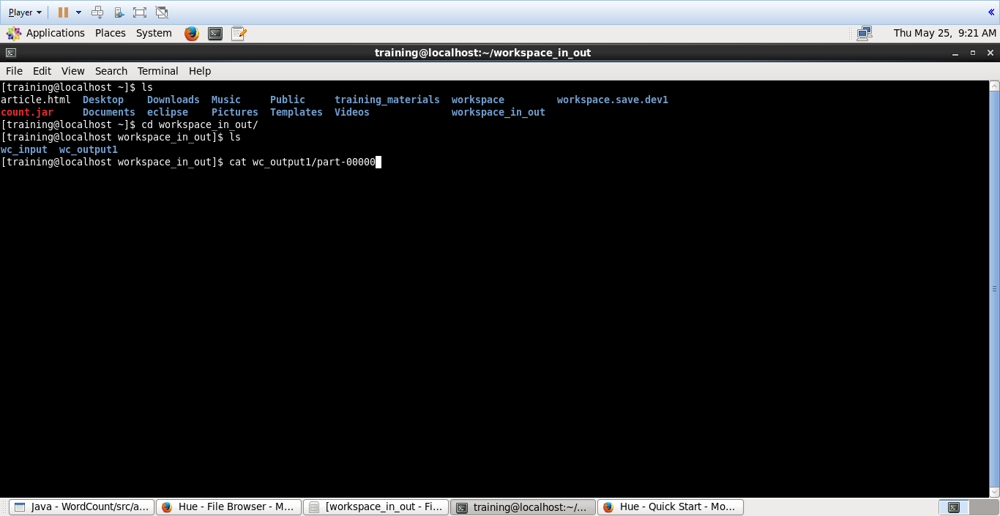 Player
Applications Places System Thu May 25, 9:21 AM
training@localhost:~/workspace_in_out
File Edit View Search Terminal Help
[training@localhost ~]$ ls
article.html Desktop Downloads Music Public training_materials workspace workspace.save.dev1
count.jar Documents eclipse Pictures Templates Videos workspace_in_out
[training@localhost ~]$ cd workspace_in_out/
[training@localhost workspace_in_out]$ ls
wc_input wc_output1
[training@localhost workspace_in_out]$ cat wc_output1/part-00000
Java - WordCount/src/a... Hue - File Browser - M... [workspace_in_out - Fi... training@localhost:~/... Hue - Quick Start - Mo...